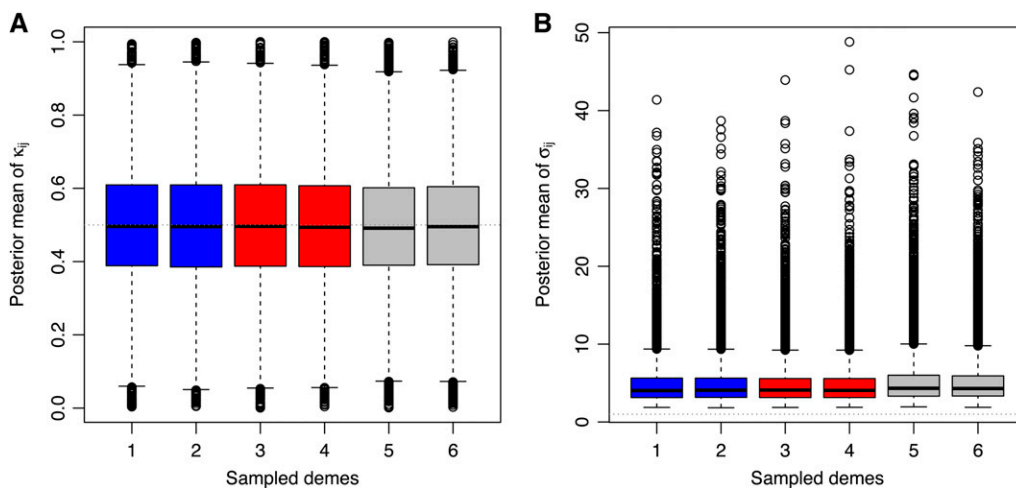 A
Posterior mean of κij
1.0
0.8
0.6
0.4
0.2
0.0
1 2 3 4 5 6
Sampled demes
B
Posterior mean of σij
50
40
30
20
10
0
1 2 3 4 5 6
Sampled demes